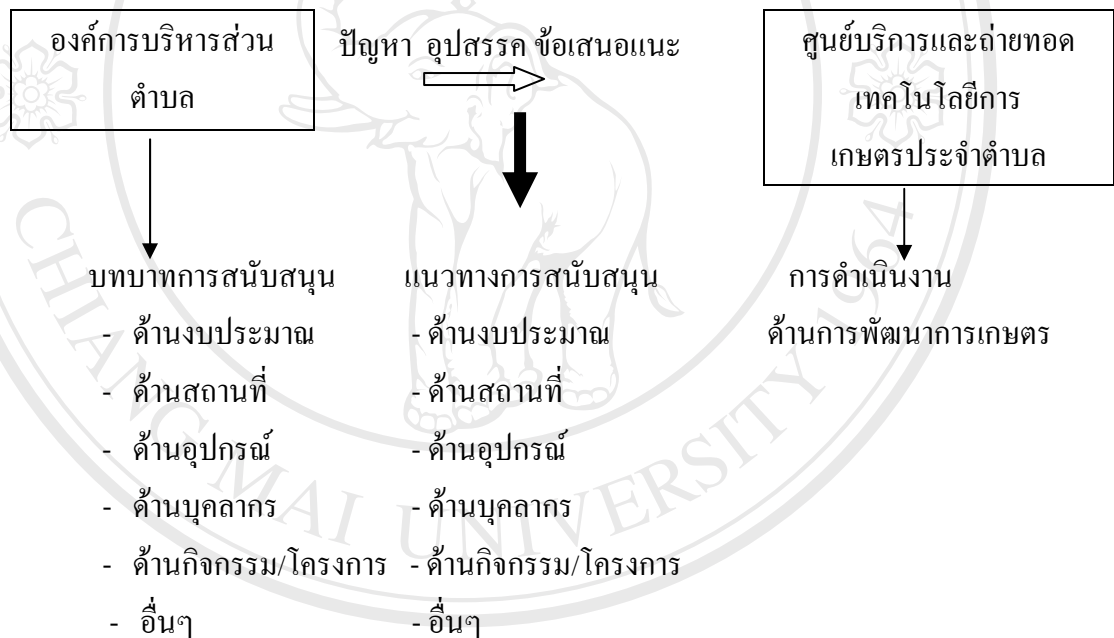 องค์การบริหารส่วน
ตำบล
ปัญหา อุปสรรค ข้อเสนอแนะ
ศูนย์บริการและถ่ายทอด
เทคโนโลยีการ
เกษตรประจำตำบล
บทบาทการสนับสนุน
- ด้านงบประมาณ
- ด้านสถานที่
- ด้านอุปกรณ์
- ด้านบุคลากร
- ด้านกิจกรรม/โครงการ
- อื่นๆ
แนวทางการสนับสนุน
- ด้านงบประมาณ
- ด้านสถานที่
- ด้านอุปกรณ์
- ด้านบุคลากร
- ด้านกิจกรรม/โครงการ
- อื่นๆ
การดำเนินงาน
ด้านการพัฒนาการเกษตร
CHIANG MAI UNIVERSITY 1964